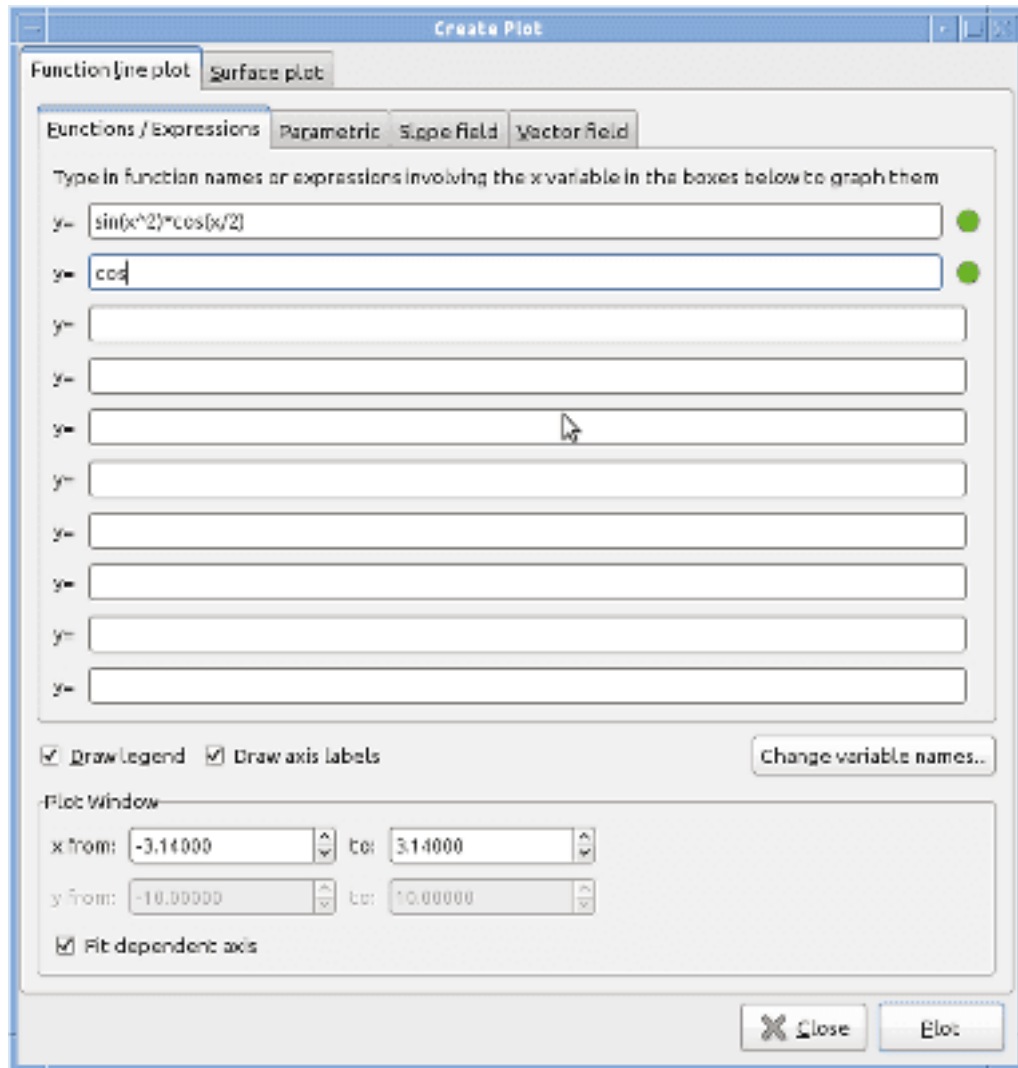 Create Plot
Function line plot Surface plot
Functions / Expressions Parametric Slope field Vector field
Type in function names or expressions involving the x variable in the boxes below to graph them
y= sin(x^2)*cos(x/2)
y= cos
y=
y=
y=
y=
y=
y=
y=
y=
Draw legend Draw axis labels Change variable names...
Plot Window
x from: -3.14000 to: 3.14000
y from: -10.00000 to: 10.00000
Fit dependent axis
Close Plot